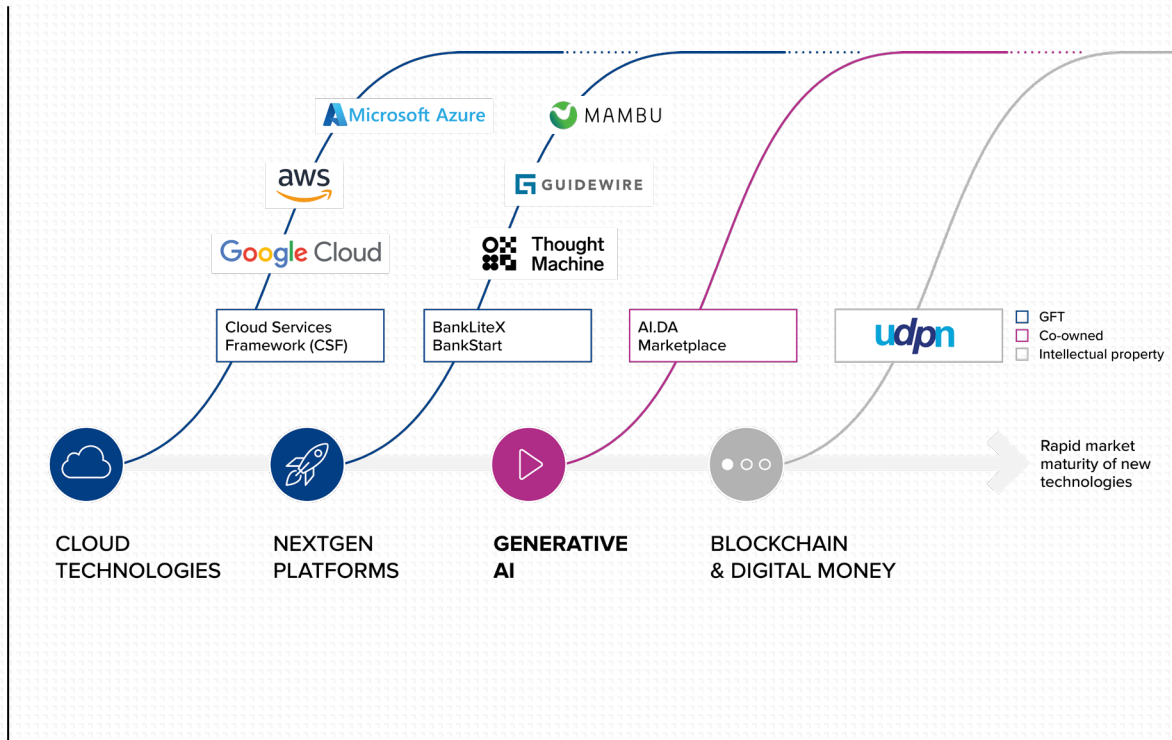 Microsoft Azure
aws
Google Cloud
Cloud Services
Framework (CSF)
MAMBU
GUIDEWIRE
Thought
Machine
BankLiteX
BankStart
AI.DA
Marketplace
udpn
GFT
Co-owned
Intellectual property
Rapid market
maturity of new
technologies
CLOUD
TECHNOLOGIES
NEXTGEN
PLATFORMS
GENERATIVE
AI
BLOCKCHAIN
& DIGITAL MONEY